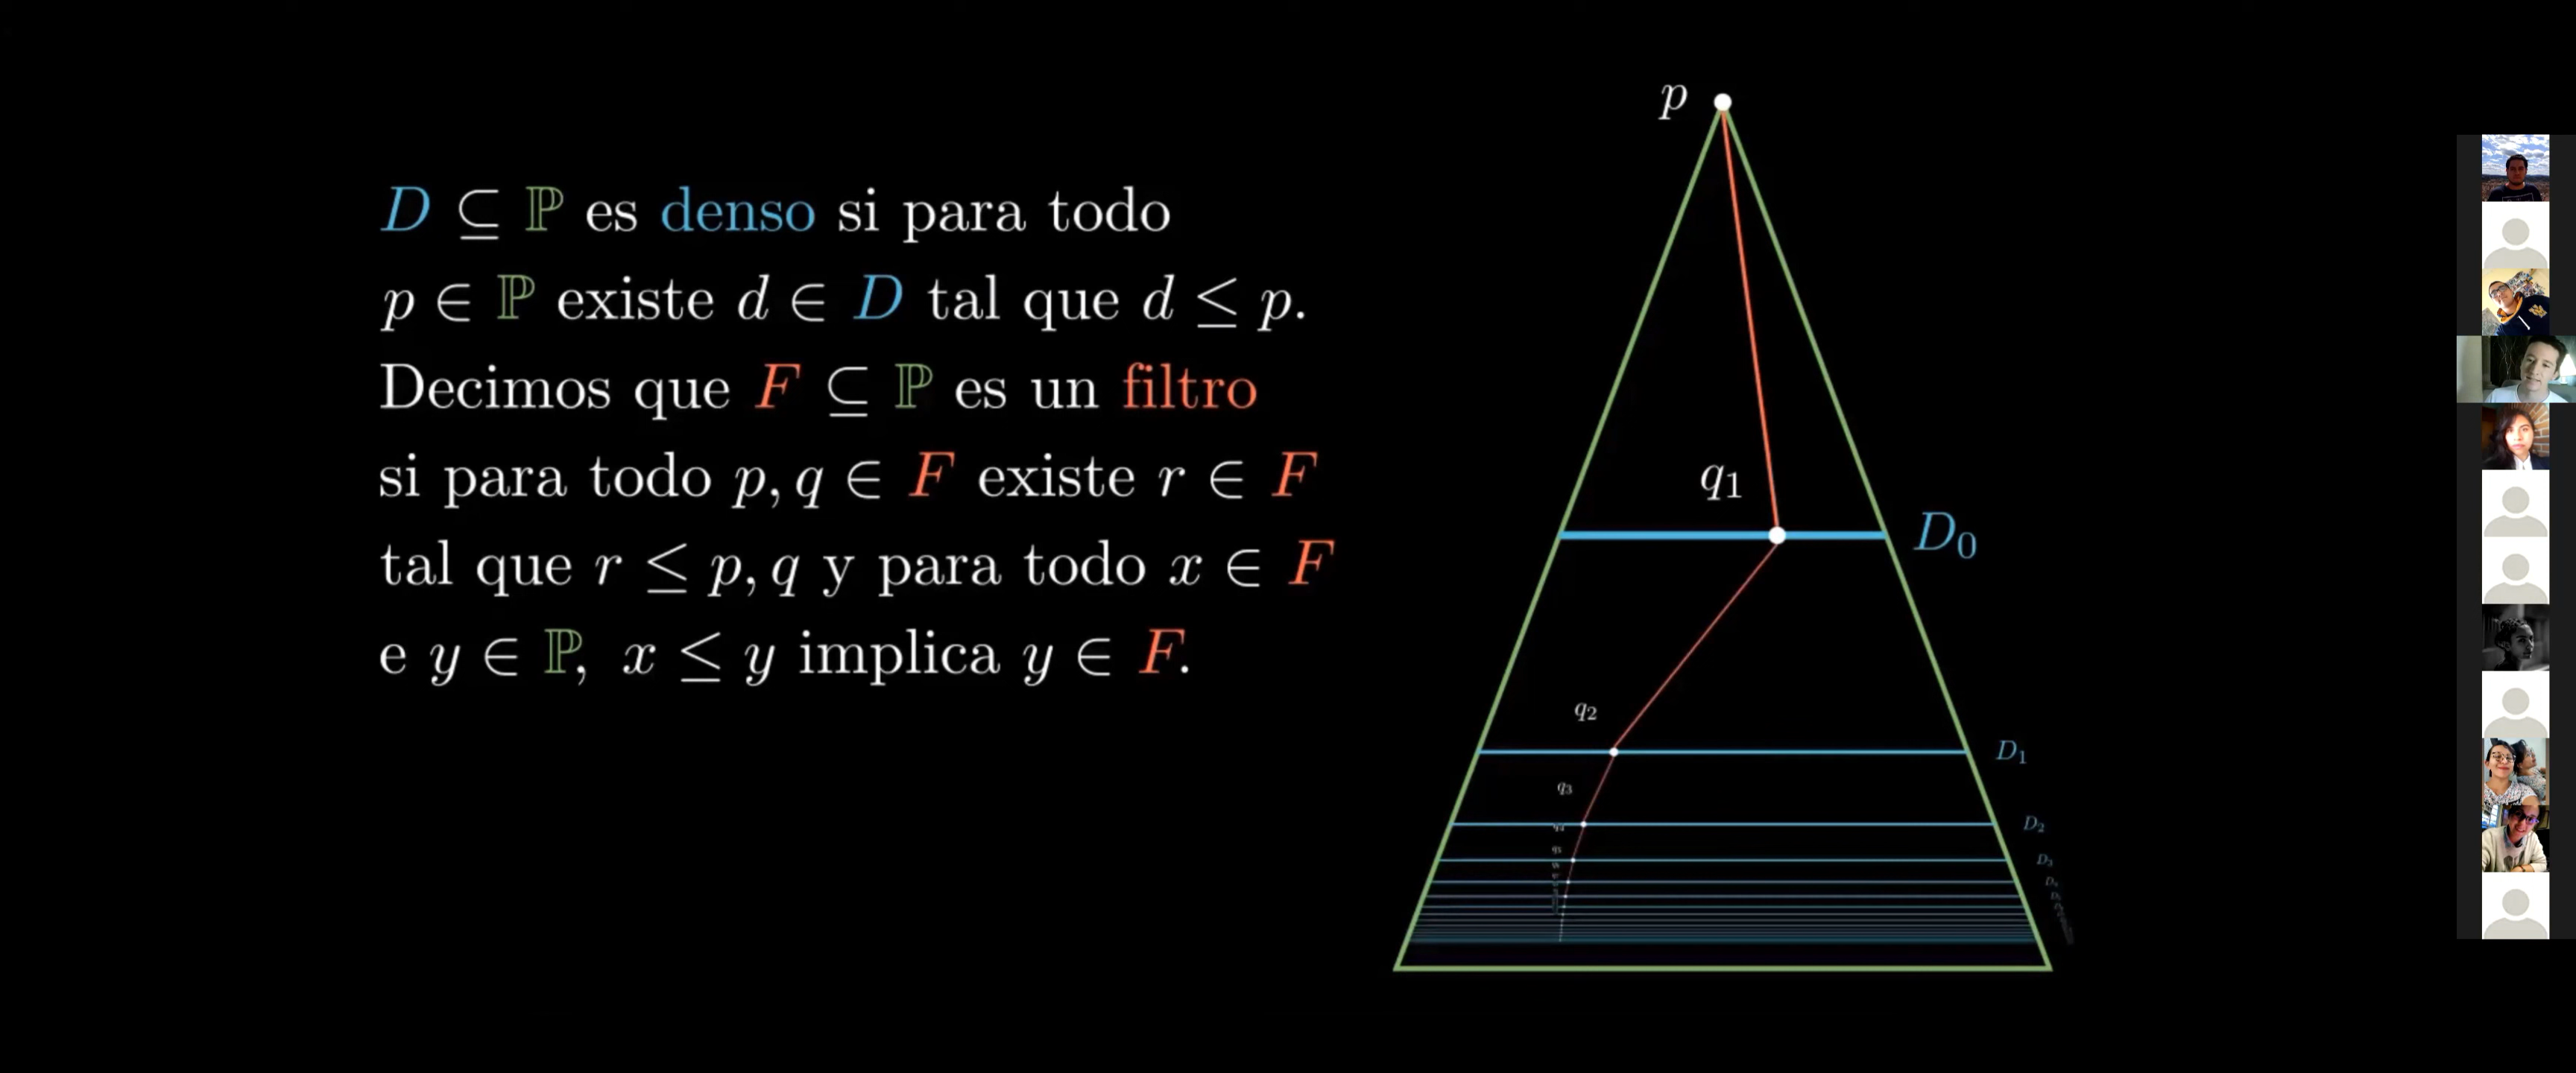 D ⊆ ℙ es denso si para todo
p ∈ ℙ existe d ∈ D tal que d ≤ p.
Decimos que F ⊆ ℙ es un filtro
si para todo p, q ∈ F existe r ∈ F
tal que r ≤ p, q y para todo x ∈ F
e y ∈ ℙ, x ≤ y implica y ∈ F.
p
q₁
D₀
q₂
D₁
q₃
D₂
D₃